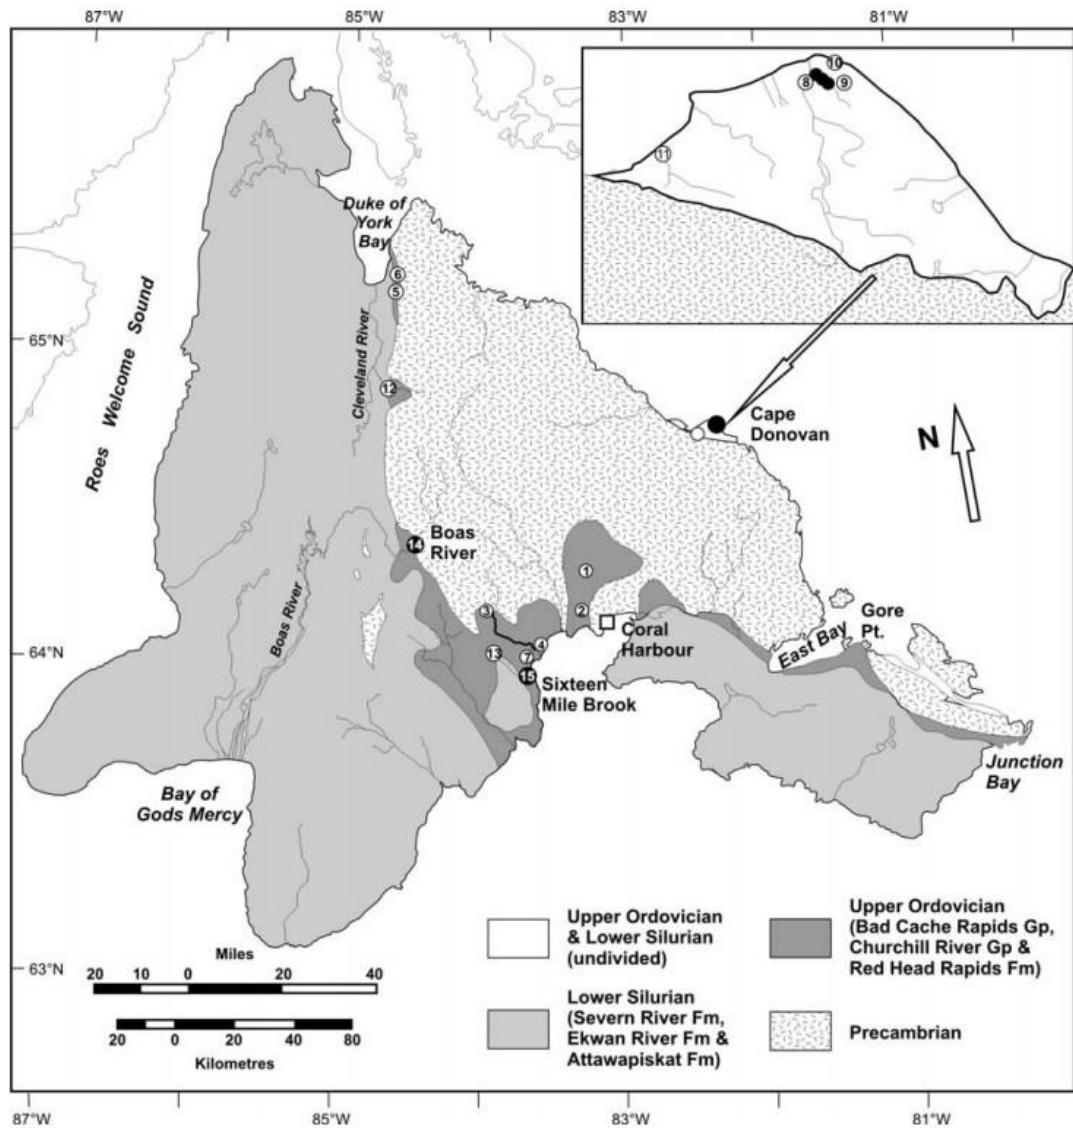 87°W
85°W
83°W
81°W
10
8
9
11
Duke of
York
Bay
6
5
65°N
Roes Welcome Sound
Cleveland River
12
Cape
Donovan
N
14
Boas
River
1
3
2
Coral
Harbour
Gore
Pt.
East Bay
Boas River
64°N
13
4
7
15
Sixteen
Mile Brook
Junction
Bay
Bay of
Gods Mercy
Upper Ordovician
& Lower Silurian
(undivided)
Upper Ordovician
(Bad Cache Rapids Gp,
Churchill River Gp &
Red Head Rapids Fm)
Miles
63°N
20 10 0 20 40
Lower Silurian
(Severn River Fm,
Ekwan River Fm &
Attawapiskat Fm)
Precambrian
20 0 20 40 80
Kilometres
87°W
85°W
83°W
81°W